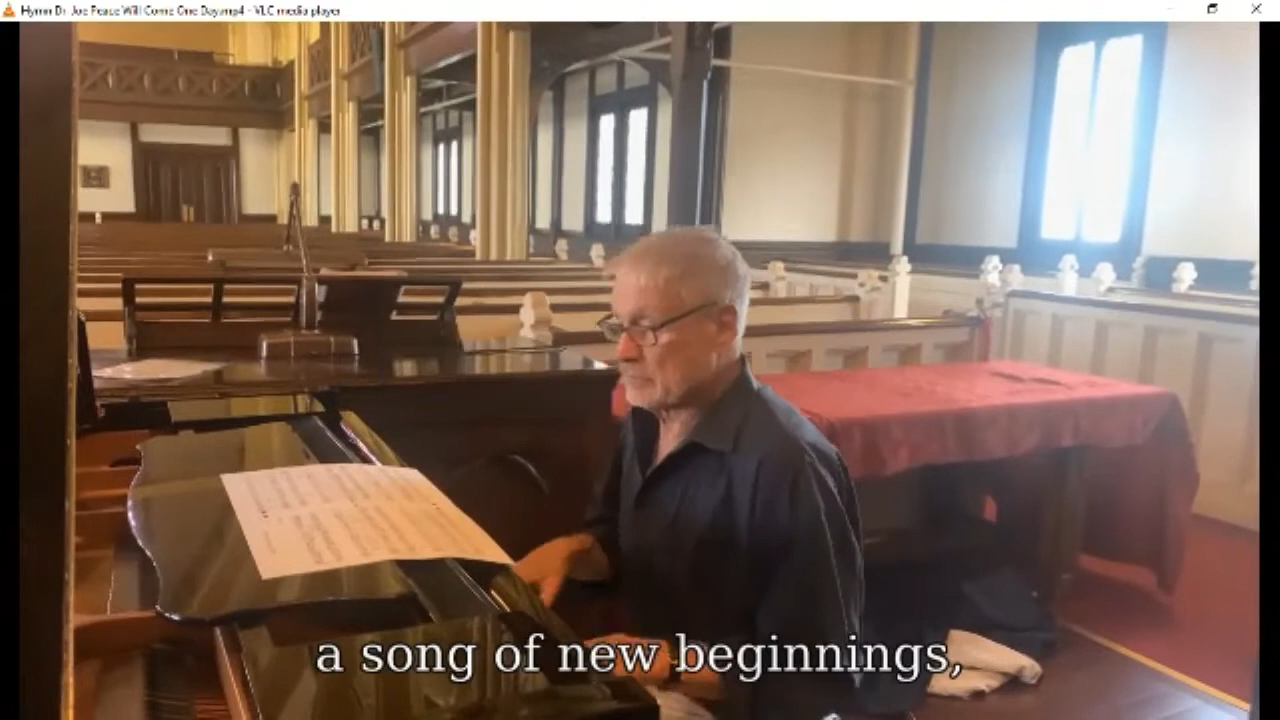 Hymn Dr. Joe Peace Will Come One Day.mp4 - VLC media player
a song of new beginnings,